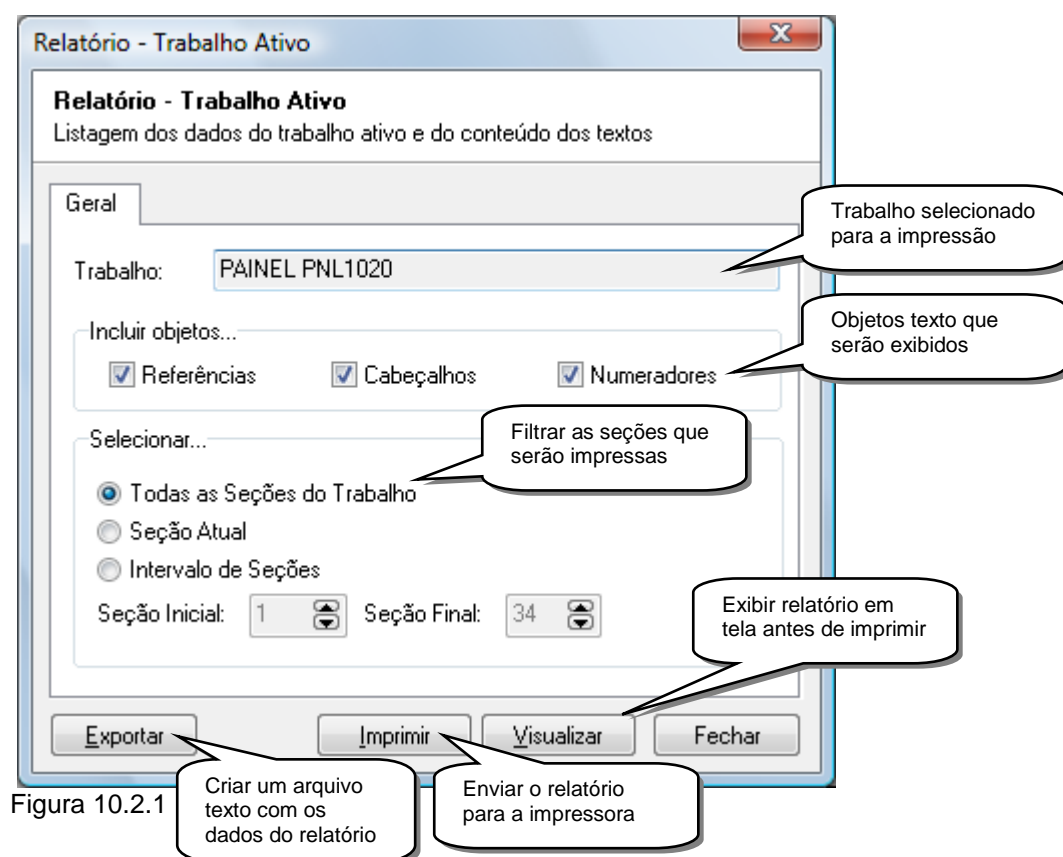 Relatório - Trabalho Ativo
Relatório - Trabalho Ativo
Listagem dos dados do trabalho ativo e do conteúdo dos textos
Geral
Trabalho selecionado
para a impressão
Trabalho: PAINEL PNL1020
Objetos texto que
serão exibidos
Incluir objetos...
Referências Cabeçalhos Numeradores
Filtrar as seções que
serão impressas
Selecionar...
Todas as Seções do Trabalho
Seção Atual
Intervalo de Seções
Seção Inicial: 1 Seção Final: 34
Exibir relatório em
tela antes de imprimir
Exportar Imprimir Visualizar Fechar
Criar um arquivo
texto com os
dados do relatório
Enviar o relatório
para a impressora
Figura 10.2.1